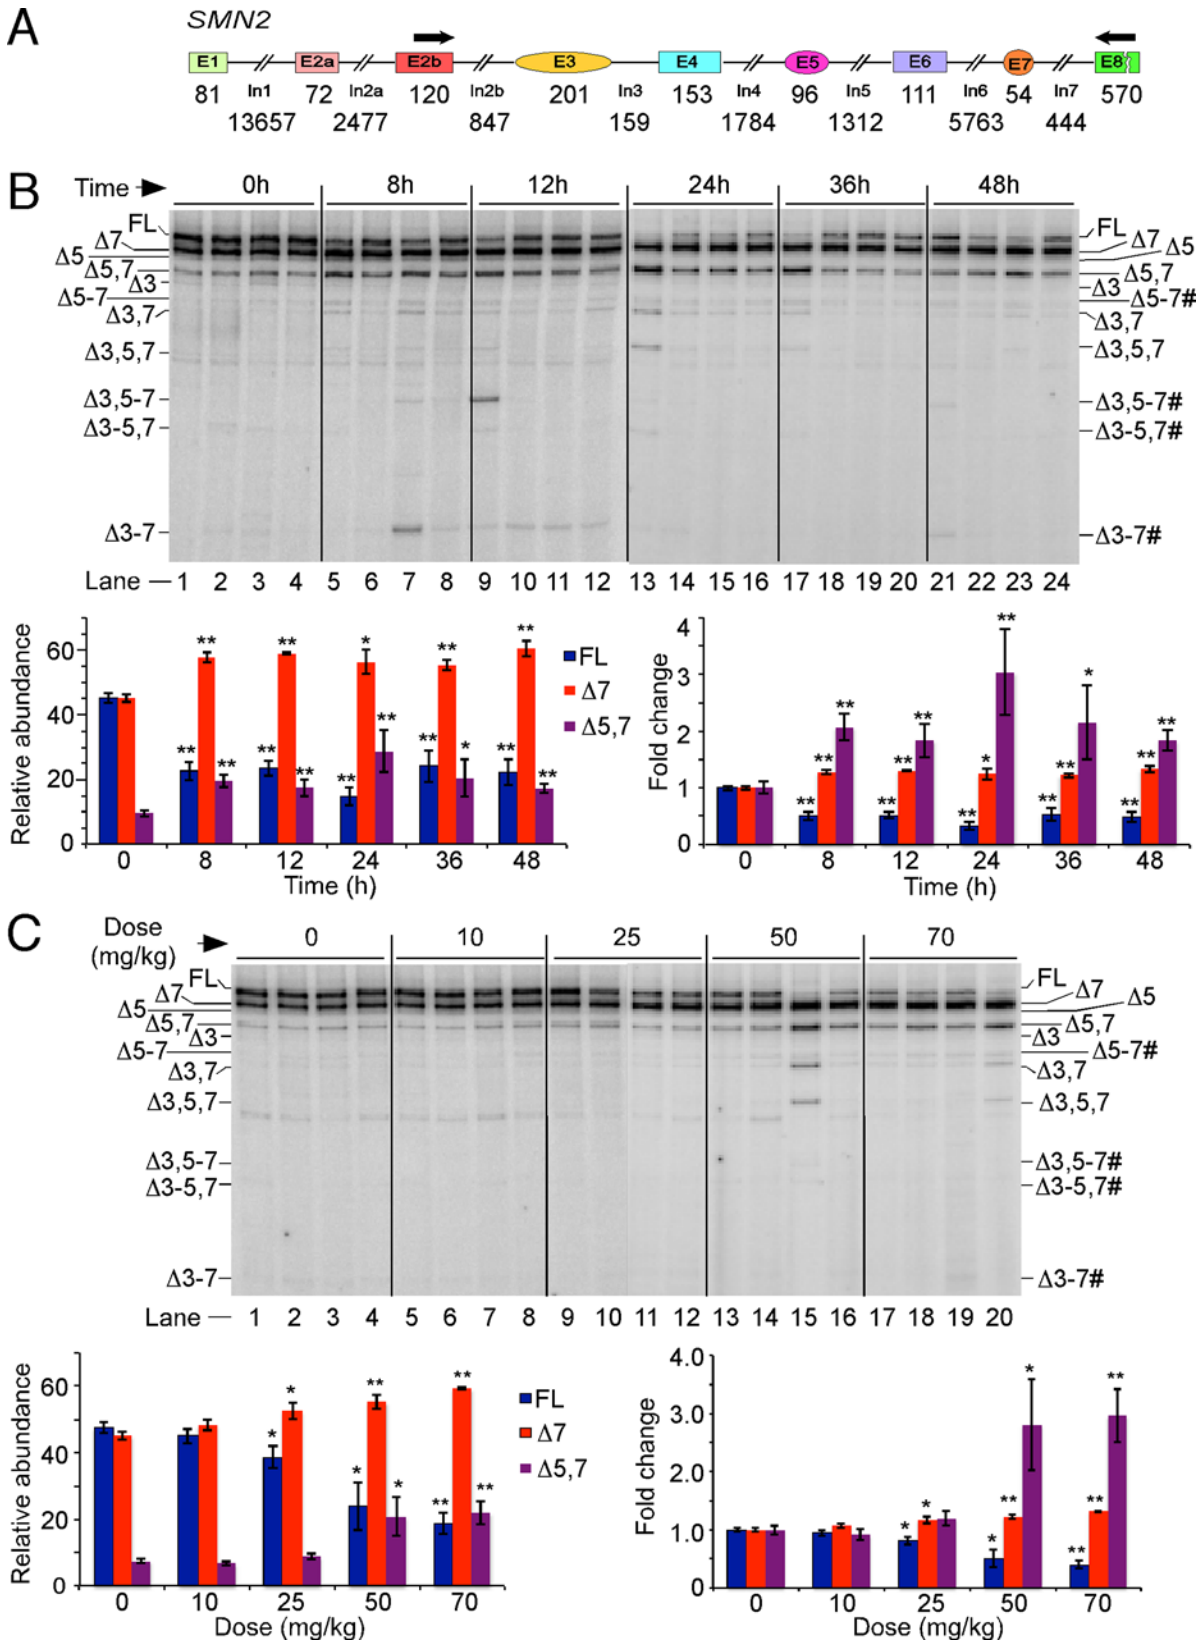 A
SMN2
E1 E2a E2b E3 E4 E5 E6 E7 E8
81 In1 72 In2a 120 In2b 201 In3 153 In4 96 In5 111 In6 54 In7 570
13657 2477 847 159 1784 1312 5763 444
B
Time 0h 8h 12h 24h 36h 48h
FL FL
Δ7 Δ7
Δ5 Δ5
Δ5,7 Δ5,7
Δ3 Δ3
Δ5-7 Δ5-7#
Δ3,7 Δ3,7
Δ3,5,7 Δ3,5,7
Δ3,5-7 Δ3,5-7#
Δ3-5,7 Δ3-5,7#
Δ3-7 Δ3-7#
Lane 1 2 3 4 5 6 7 8 9 10 11 12 13 14 15 16 17 18 19 20 21 22 23 24
Relative abundance
60
40
20
0
** ** ** ** ** ** * ** ** ** ** * ** ** **
FL
Δ7
Δ5,7
0 8 12 24 36 48
Time (h)
Fold change
4
3
2
1
0
** ** ** ** ** ** ** * ** ** ** * ** ** **
0 8 12 24 36 48
Time (h)
C
Dose
(mg/kg)
0 10 25 50 70
FL FL
Δ7 Δ7
Δ5 Δ5
Δ5,7 Δ5,7
Δ3 Δ3
Δ5-7 Δ5-7#
Δ3,7 Δ3,7
Δ3,5,7 Δ3,5,7
Δ3,5-7 Δ3,5-7#
Δ3-5,7 Δ3-5,7#
Δ3-7 Δ3-7#
Lane 1 2 3 4 5 6 7 8 9 10 11 12 13 14 15 16 17 18 19 20
Relative abundance
60
40
20
0
* * * ** * ** ** **
FL
Δ7
Δ5,7
0 10 25 50 70
Dose (mg/kg)
Fold change
4.0
3.0
2.0
1.0
0
* * * ** * ** ** **
0 10 25 50 70
Dose (mg/kg)